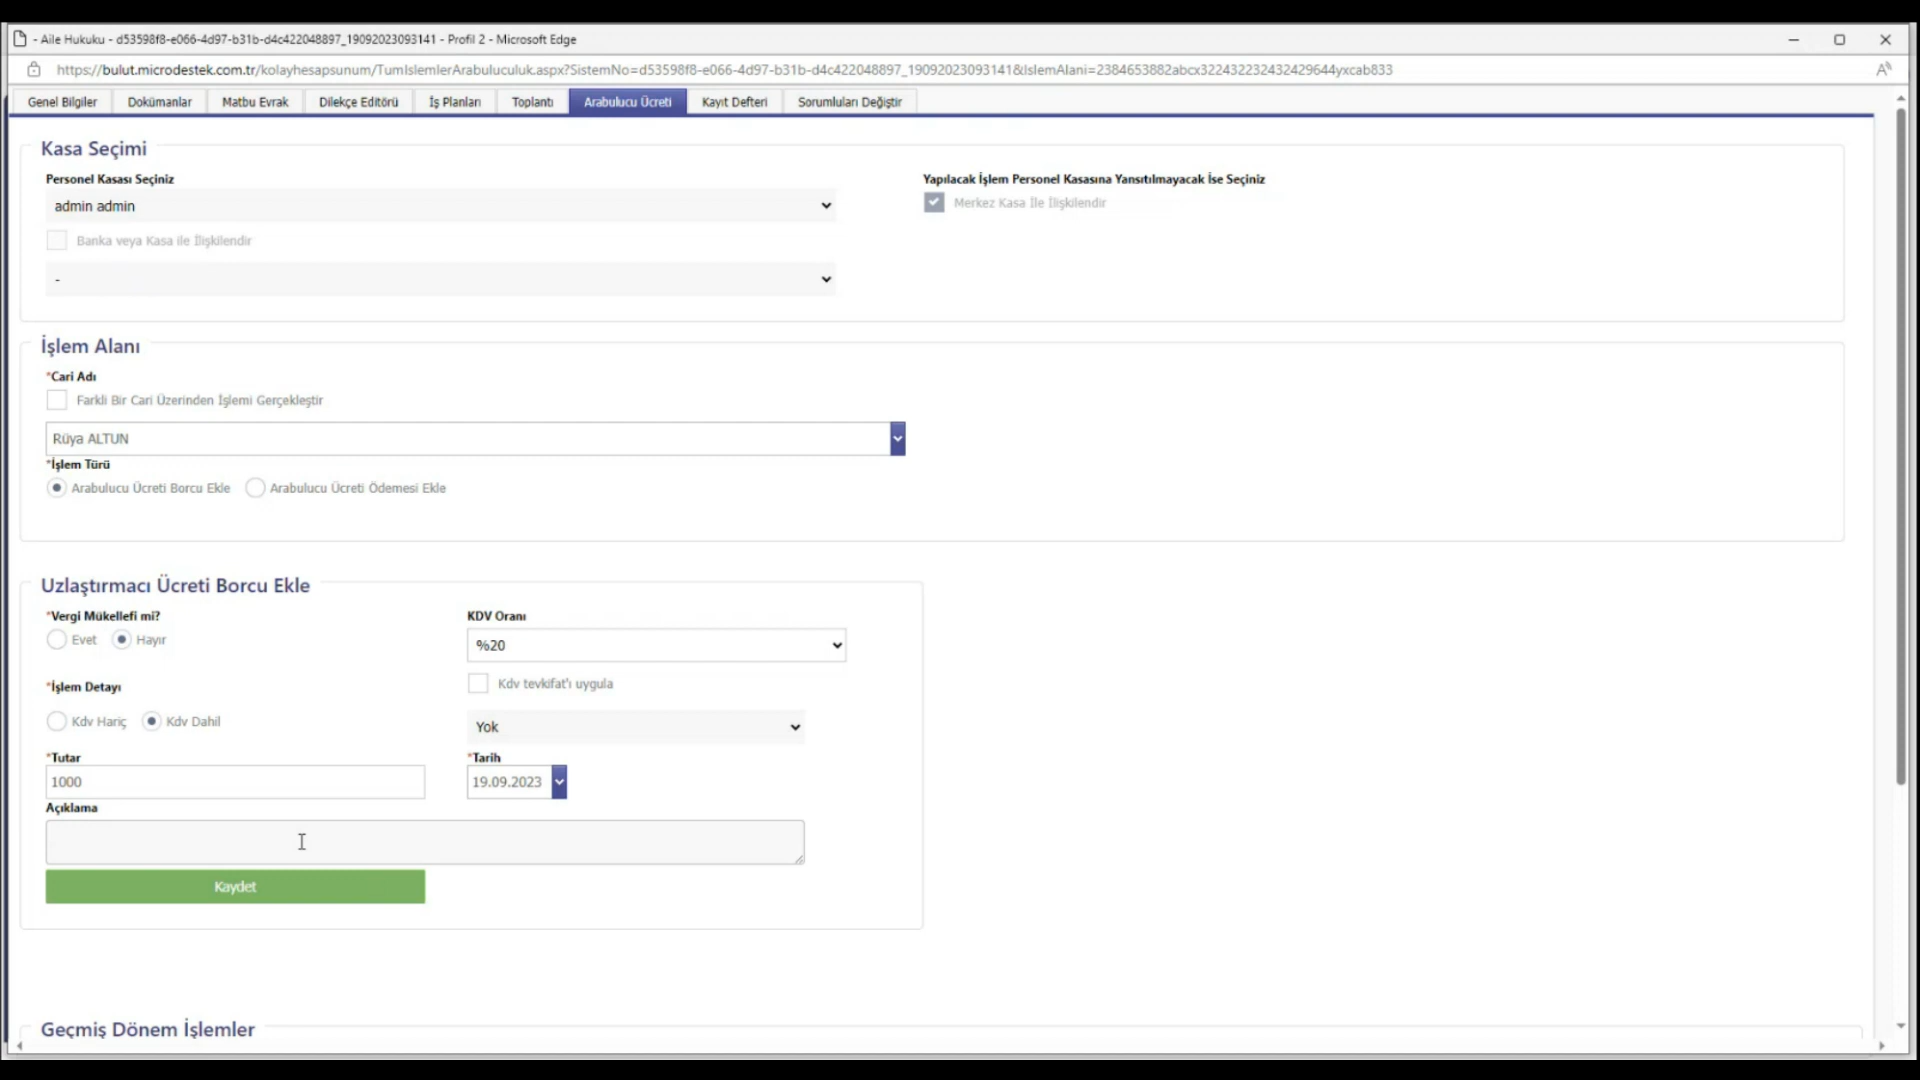 - Aile Hukuku - d53598f8-e066-4d97-b31b-d4c422048897_19092023093141 - Profil 2 - Microsoft Edge
https://bulut.microdestek.com.tr/kolayhesapsunum/TumIslemlerArabuluculuk.aspx?SistemNo=d53598f8-e066-4d97-b31b-d4c422048897_19092023093141&IslemAlani=2384653882abcx322432232432429644yxcab833
Genel Bilgiler Dokümanlar Matbu Evrak Dilekçe Editörü İş Planları Toplantı Arabulucu Ücreti Kayıt Defteri Sorumluları Değiştir
Kasa Seçimi
Personel Kasası Seçiniz Yapılacak İşlem Personel Kasasına Yansıtılmayacak İse Seçiniz
admin admin Merkez Kasa İle İlişkilendir
Banka veya Kasa ile İlişkilendir
-
İşlem Alanı
*Cari Adı
Farkli Bir Cari Üzerinden İşlemi Gerçekleştir
Rüya ALTUN
*İşlem Türü
Arabulucu Ücreti Borcu Ekle Arabulucu Ücreti Ödemesi Ekle
Uzlaştırmacı Ücreti Borcu Ekle
*Vergi Mükellefi mi? KDV Oranı
Evet Hayır %20
*İşlem Detayı Kdv tevkifat'ı uygula
Kdv Hariç Kdv Dahil Yok
*Tutar *Tarih
1000 19.09.2023
Açıklama
Kaydet
Geçmiş Dönem İşlemler